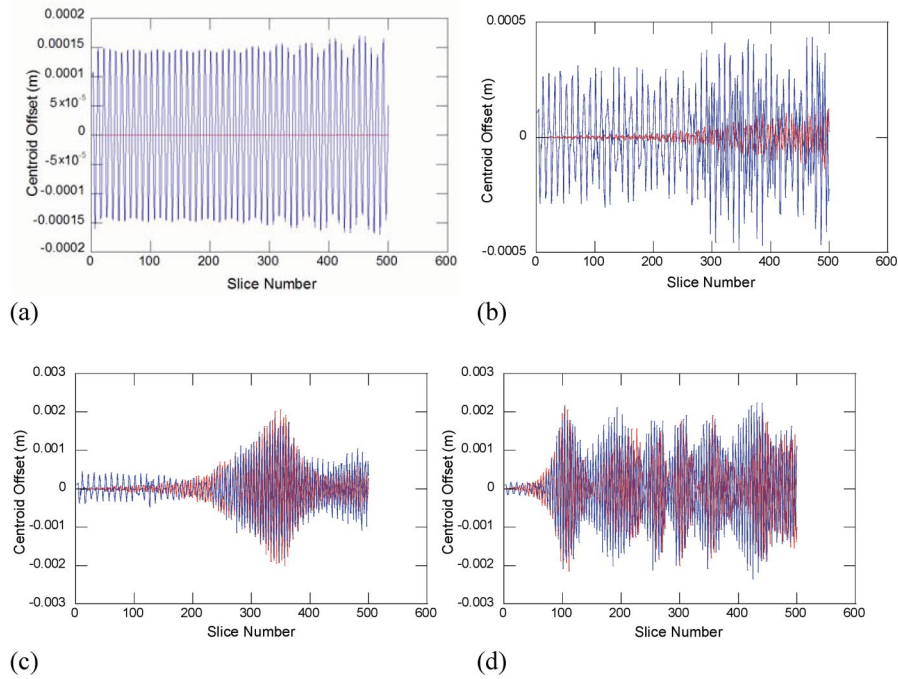 0.0002
0.00015
0.0001
5x10-5
0
-5x10-5
-0.0001
-0.00015
-0.0002
Centroid Offset (m)
0 100 200 300 400 500 600
Slice Number
(a)
0.0005
0
-0.0005
Centroid Offset (m)
0 100 200 300 400 500 600
Slice Number
(b)
0.003
0.002
0.001
0
-0.001
-0.002
-0.003
Centroid Offset (m)
0 100 200 300 400 500 600
Slice Number
(c)
0.003
0.002
0.001
0
-0.001
-0.002
-0.003
Centroid Offset (m)
0 100 200 300 400 500 600
Slice Number
(d)